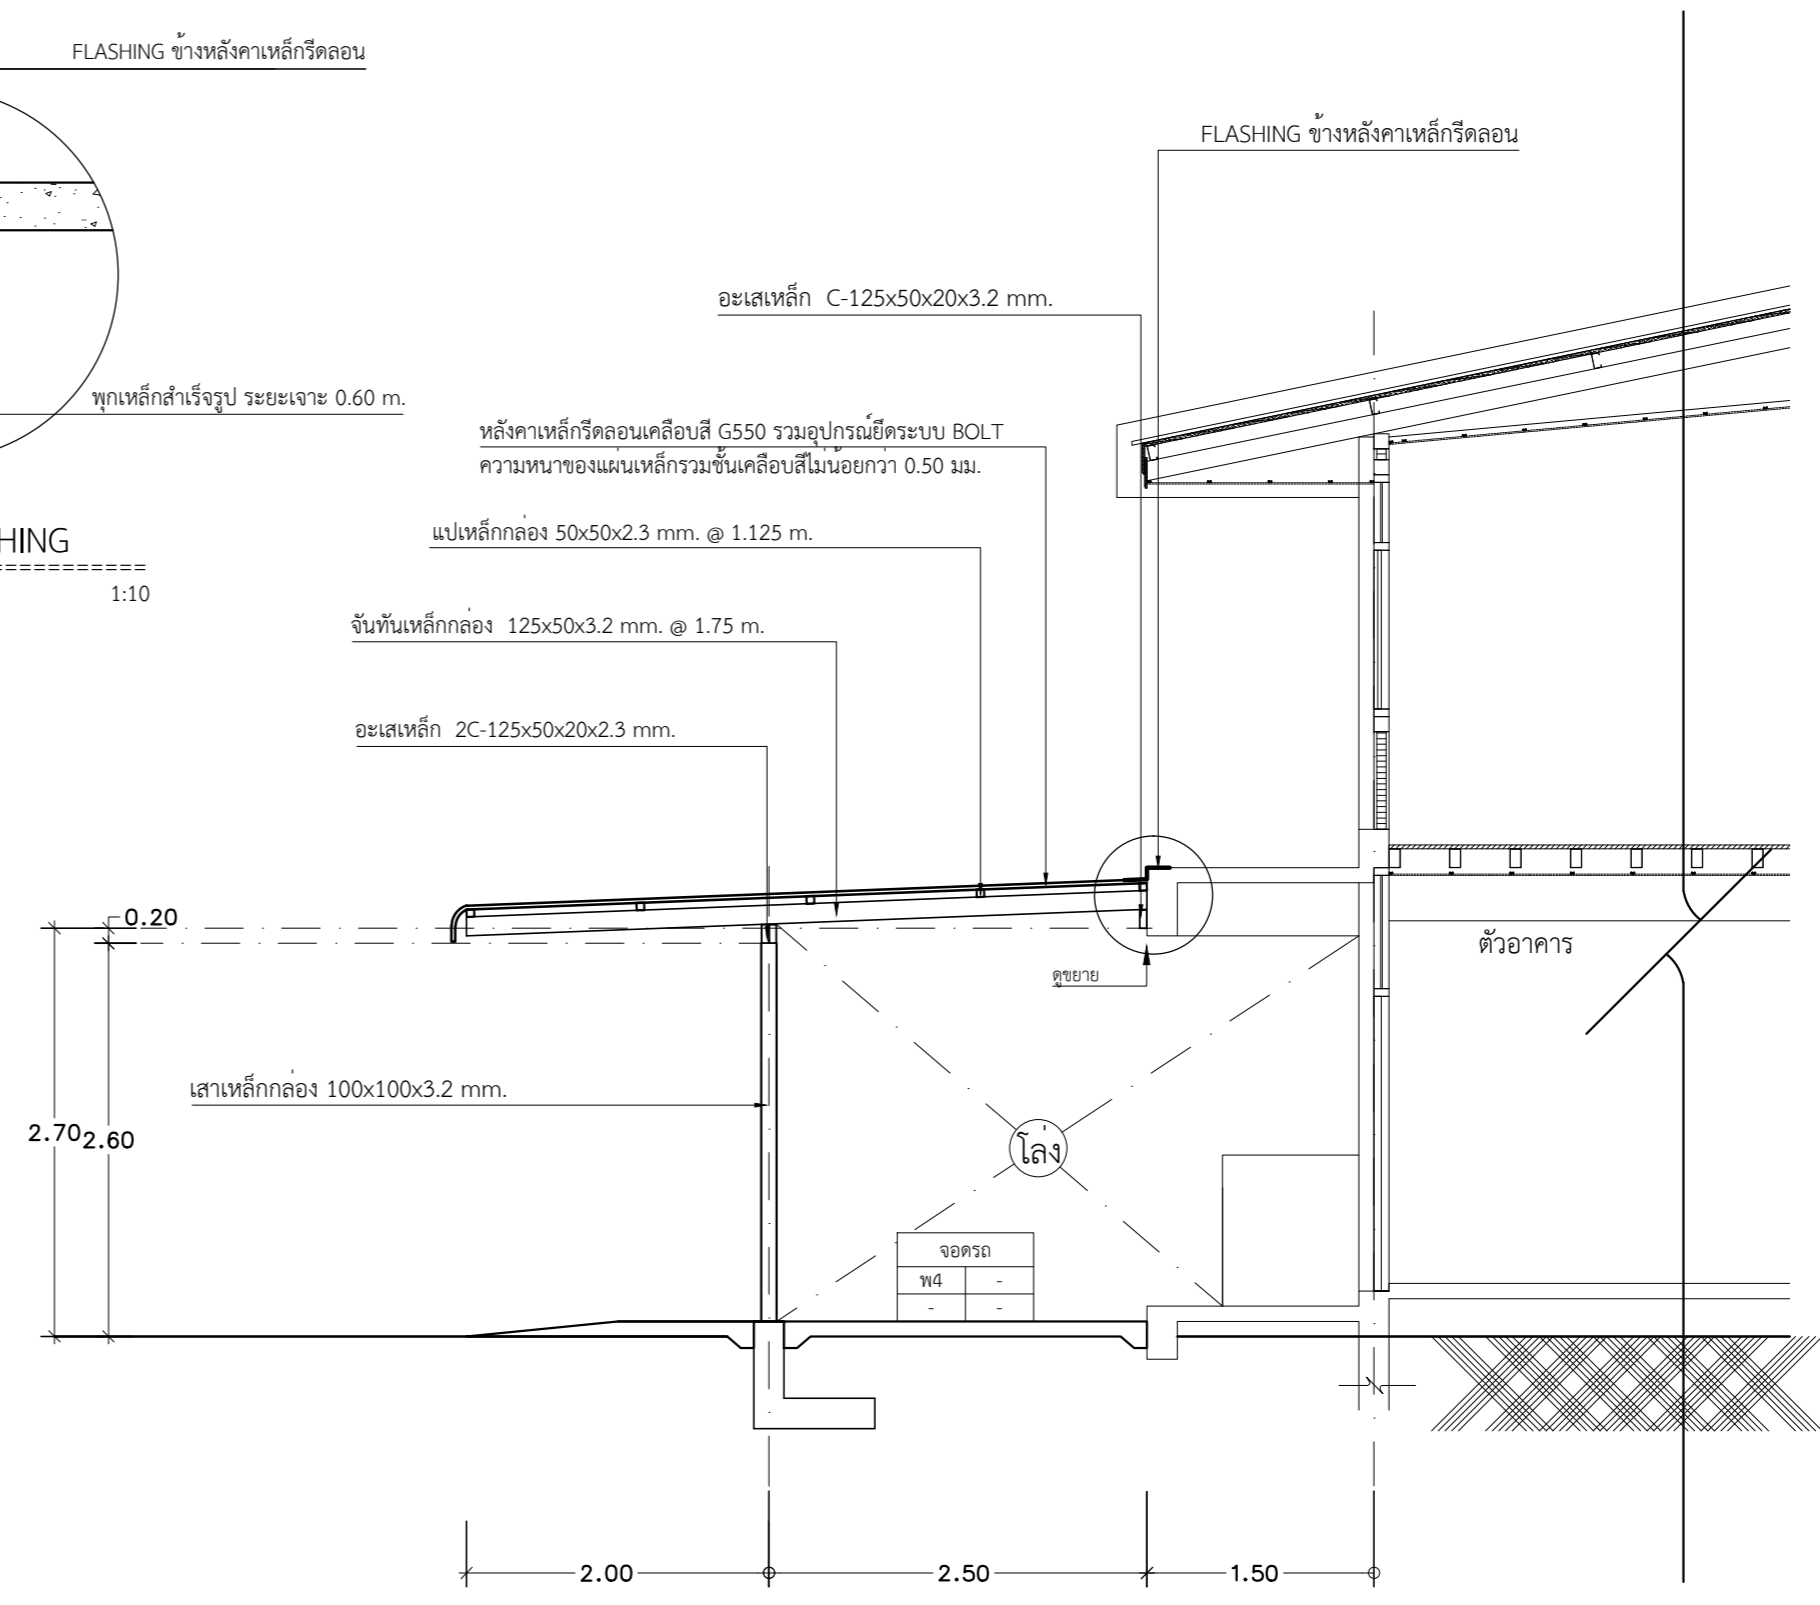 FLASHING ข้างหลังคาเหล็กรีดลอน
FLASHING ข้างหลังคาเหล็กรีดลอน
อะเสเหล็ก C-125x50x20x3.2 mm.
พุกเหล็กสำเร็จรูป ระยะเจาะ 0.60 m.
หลังคาเหล็กรีดลอนเคลือบสี G550 รวมอุปกรณ์ยึดระบบ BOLT
ความหนาของแผ่นเหล็กรวมชั้นเคลือบสีไม่น้อยกว่า 0.50 มม.
HING
1:10
แปเหล็กกล่อง 50x50x2.3 mm. @ 1.125 m.
จันทันเหล็กกล่อง 125x50x3.2 mm. @ 1.75 m.
อะเสเหล็ก 2C-125x50x20x2.3 mm.
0.20
ตัวอาคาร
ดูขยาย
เสาเหล็กกล่อง 100x100x3.2 mm.
2.70
2.60
โล่ง
จอดรถ
พ4 -
- -
2.00
2.50
1.50